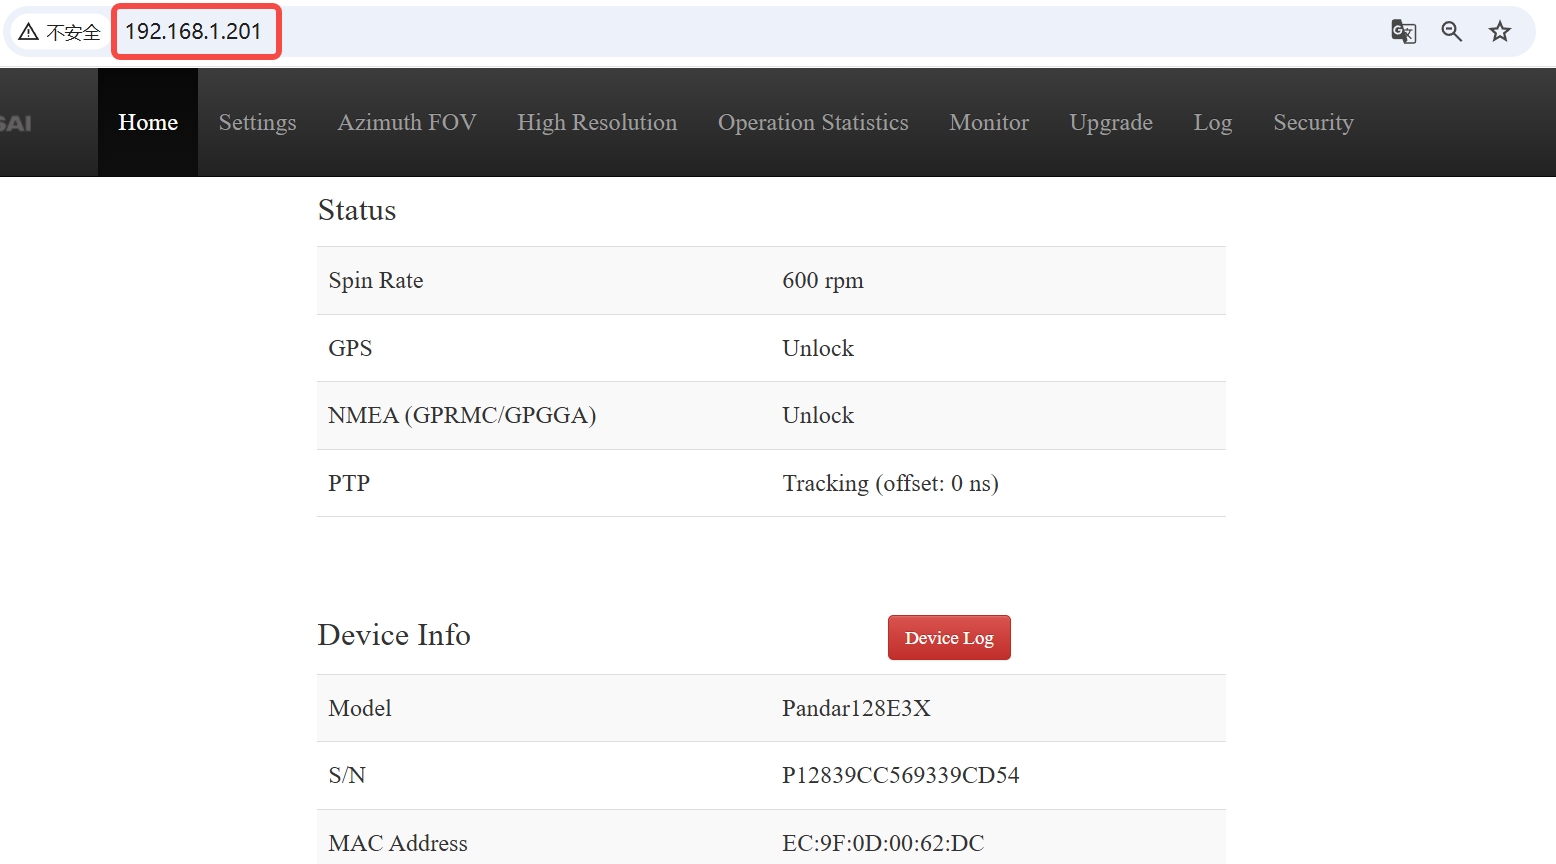 不安全 192.168.1.201
SAI Home Settings Azimuth FOV High Resolution Operation Statistics Monitor Upgrade Log Security
Status
Spin Rate 600 rpm
GPS Unlock
NMEA (GPRMC/GPGGA) Unlock
PTP Tracking (offset: 0 ns)
Device Info Device Log
Model Pandar128E3X
S/N P12839CC569339CD54
MAC Address EC:9F:0D:00:62:DC